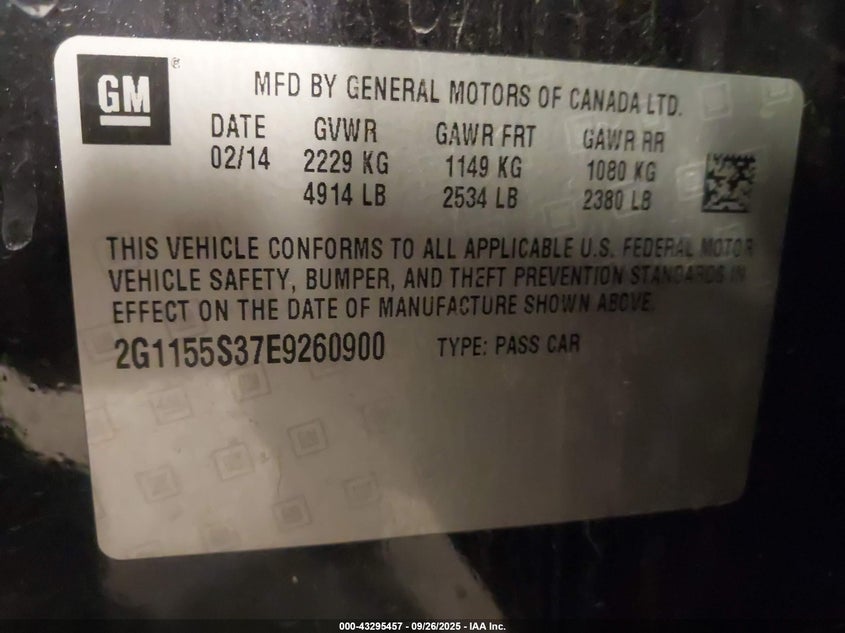 GM
MFD BY GENERAL MOTORS OF CANADA LTD.
DATE GVWR GAWR FRT GAWR RR
02/14 2229 KG 1149 KG 1080 KG
4914 LB 2534 LB 2380 LB
THIS VEHICLE CONFORMS TO ALL APPLICABLE U.S. FEDERAL MOTOR
VEHICLE SAFETY, BUMPER, AND THEFT PREVENTION STANDARDS IN
EFFECT ON THE DATE OF MANUFACTURE SHOWN ABOVE.
2G1155S37E9260900 TYPE: PASS CAR
000-43295457 - 09/26/2025 - IAA Inc.